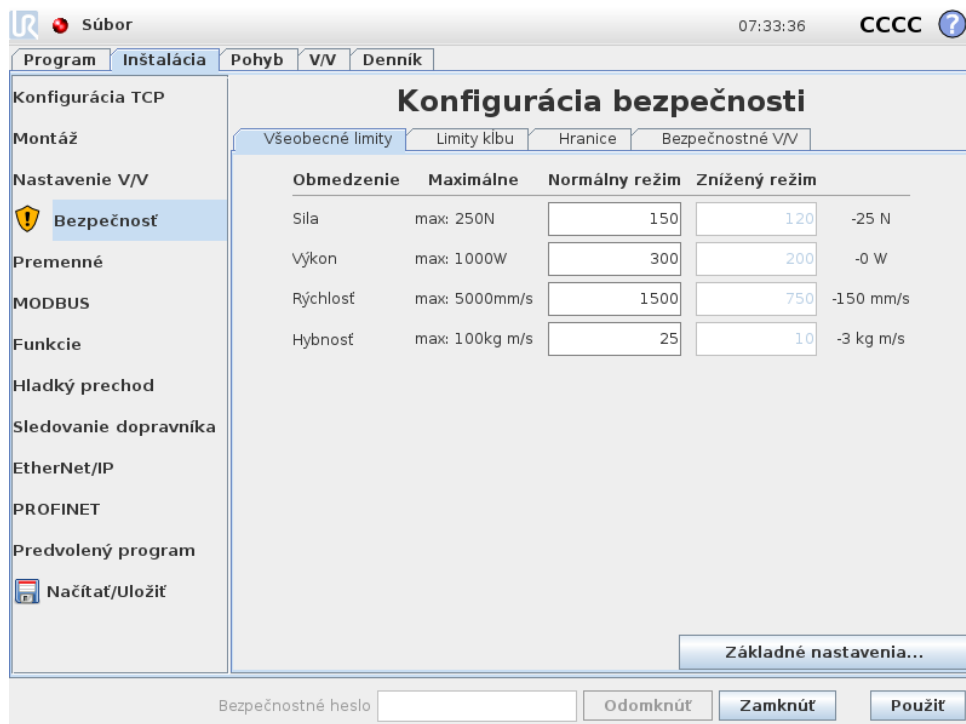 UR Súbor 07:33:36 CCCC ?
Program Inštalácia Pohyb V/V Denník
Konfigurácia TCP
Montáž
Nastavenie V/V
Bezpečnosť
Premenné
MODBUS
Funkcie
Hladký prechod
Sledovanie dopravníka
EtherNet/IP
PROFINET
Predvolený program
Načítať/Uložiť
Konfigurácia bezpečnosti
Všeobecné limity Limity kĺbu Hranice Bezpečnostné V/V
Obmedzenie Maximálne Normálny režim Znížený režim
Sila max: 250N 150 120 -25 N
Výkon max: 1000W 300 200 -0 W
Rýchlosť max: 5000mm/s 1500 750 -150 mm/s
Hybnosť max: 100kg m/s 25 10 -3 kg m/s
Základné nastavenia...
Bezpečnostné heslo Odomknúť Zamknúť Použiť